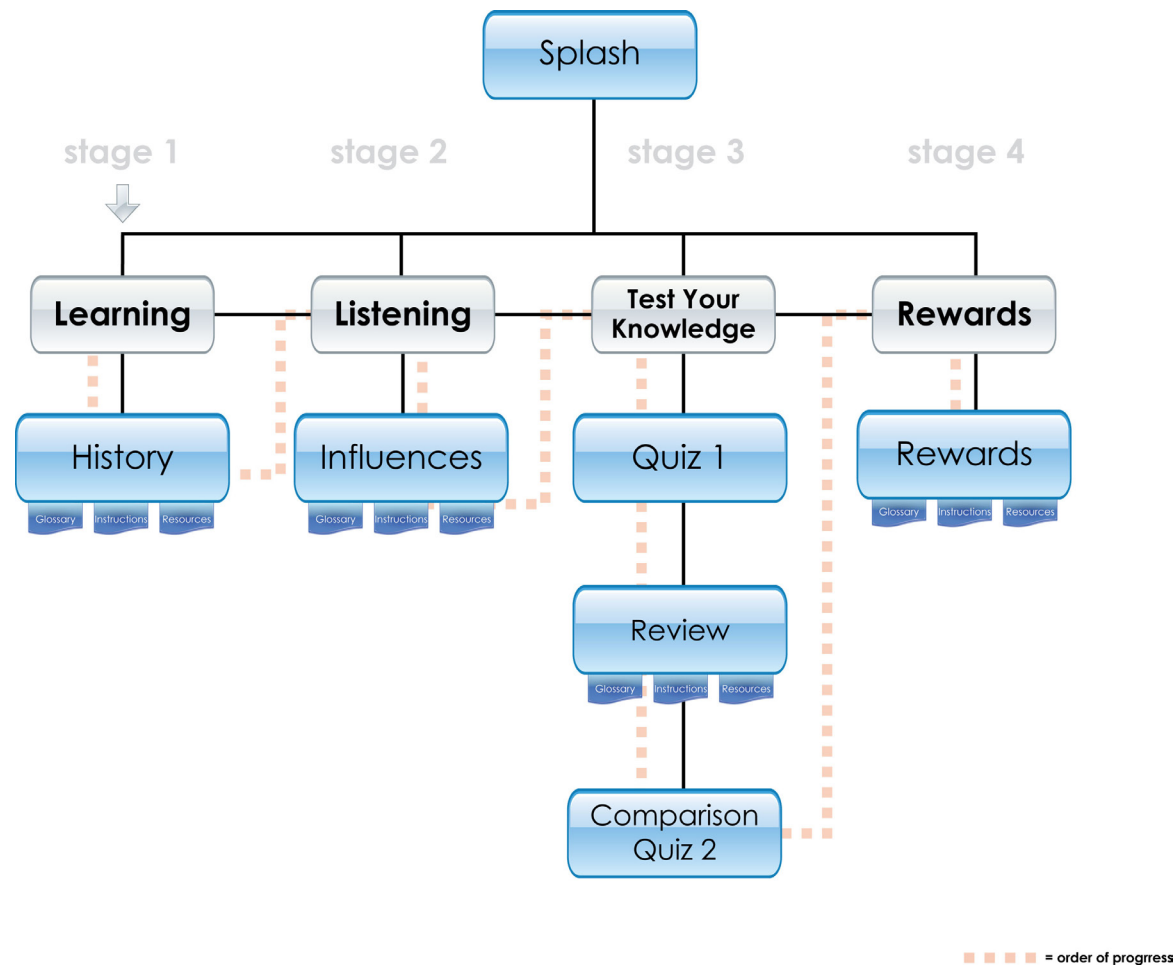 Splash
stage 1
stage 2
stage 3
stage 4
Learning
Listening
Test Your
Knowledge
Rewards
History
Influences
Quiz 1
Rewards
Glossary
Instructions
Resources
Glossary
Instructions
Resources
Glossary
Instructions
Resources
Review
Glossary
Instructions
Resources
Comparison
Quiz 2
= order of progrress